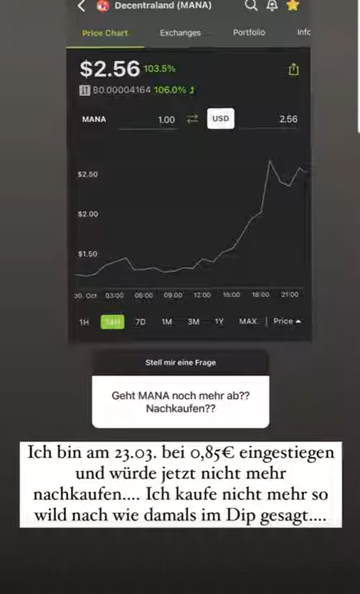 Decentraland (MANA)
Price Chart Exchanges Portfolio Info
$2.56 103.5%
B0.00004164 106.0%
MANA 1.00 USD 2.56
$2.50
$2.00
$1.50
30. Oct 03:00 06:00 09:00 12:00 15:00 18:00 21:00
1H 24H 7D 1M 3M 1Y MAX | Price
Stell mir eine Frage
Geht MANA noch mehr ab??
Nachkaufen??
Ich bin am 23.03. bei 0,85€ eingestiegen
und würde jetzt nicht mehr
nachkaufen.... Ich kaufe nicht mehr so
wild nach wie damals im Dip gesagt....